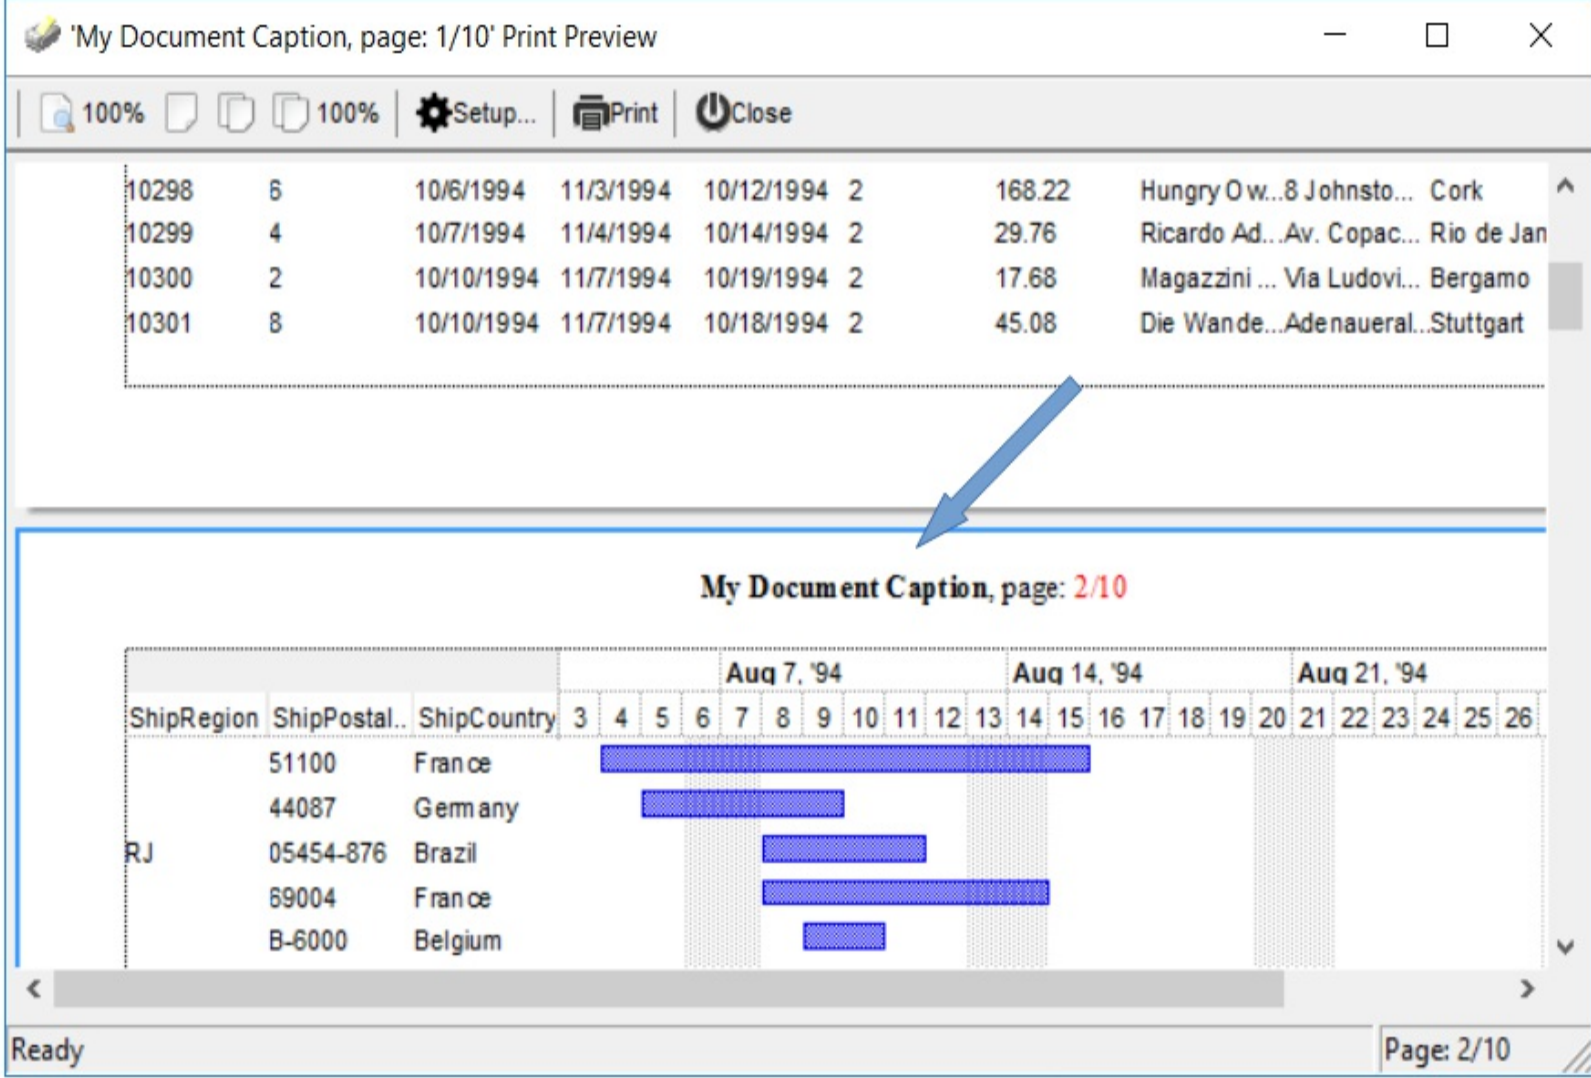 'My Document Caption, page: 1/10' Print Preview
100% 100% Setup... Print Close
10298 6 10/6/1994 11/3/1994 10/12/1994 2 168.22 Hungry Ow... 8 Johnsto... Cork
10299 4 10/7/1994 11/4/1994 10/14/1994 2 29.76 Ricardo Ad... Av. Copac... Rio de Jan
10300 2 10/10/1994 11/7/1994 10/19/1994 2 17.68 Magazzini ... Via Ludovi... Bergamo
10301 8 10/10/1994 11/7/1994 10/18/1994 2 45.08 Die Wande... Adenaueral... Stuttgart
My Document Caption, page: 2/10
Aug 7, '94 Aug 14, '94 Aug 21, '94
ShipRegion ShipPostal.. ShipCountry 3 4 5 6 7 8 9 10 11 12 13 14 15 16 17 18 19 20 21 22 23 24 25 26
51100 France
44087 Germany
RJ 05454-876 Brazil
69004 France
B-6000 Belgium
Ready Page: 2/10